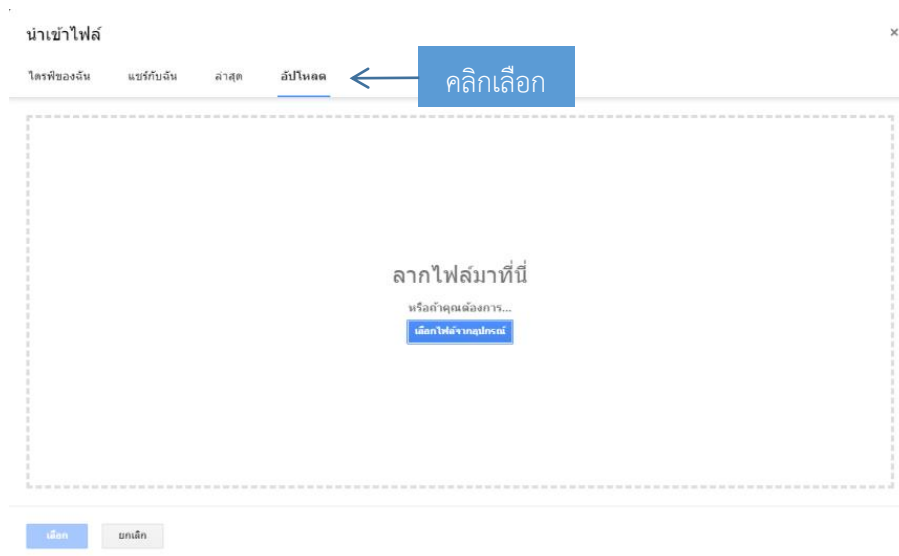 นำเข้าไฟล์
ไดรฟ์ของฉัน แชร์กับฉัน ล่าสุด อัปโหลด คลิกเลือก
ลากไฟล์มาที่นี่
หรือถ้าคุณต้องการ...
เลือกไฟล์จากอุปกรณ์
เลือก ยกเลิก